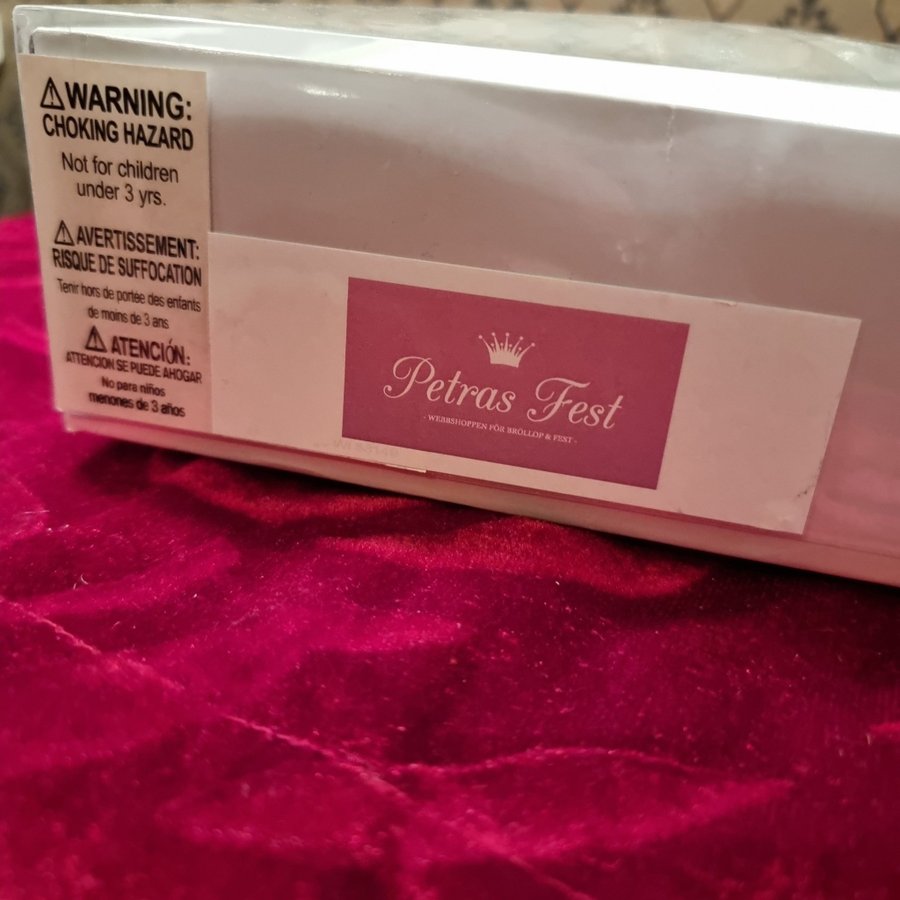 ⚠WARNING:
CHOKING HAZARD
Not for children
under 3 yrs.
⚠AVERTISSEMENT:
RISQUE DE SUFFOCATION
Tenir hors de portée des enfants
de moins de 3 ans
⚠ ATENCIÓN:
ATTENCION SE PUEDE AHOGAR
No para niños
menones de 3 años
Petras Fest
- WEBBSHOPPEN FÖR BRÖLLOP & FEST -